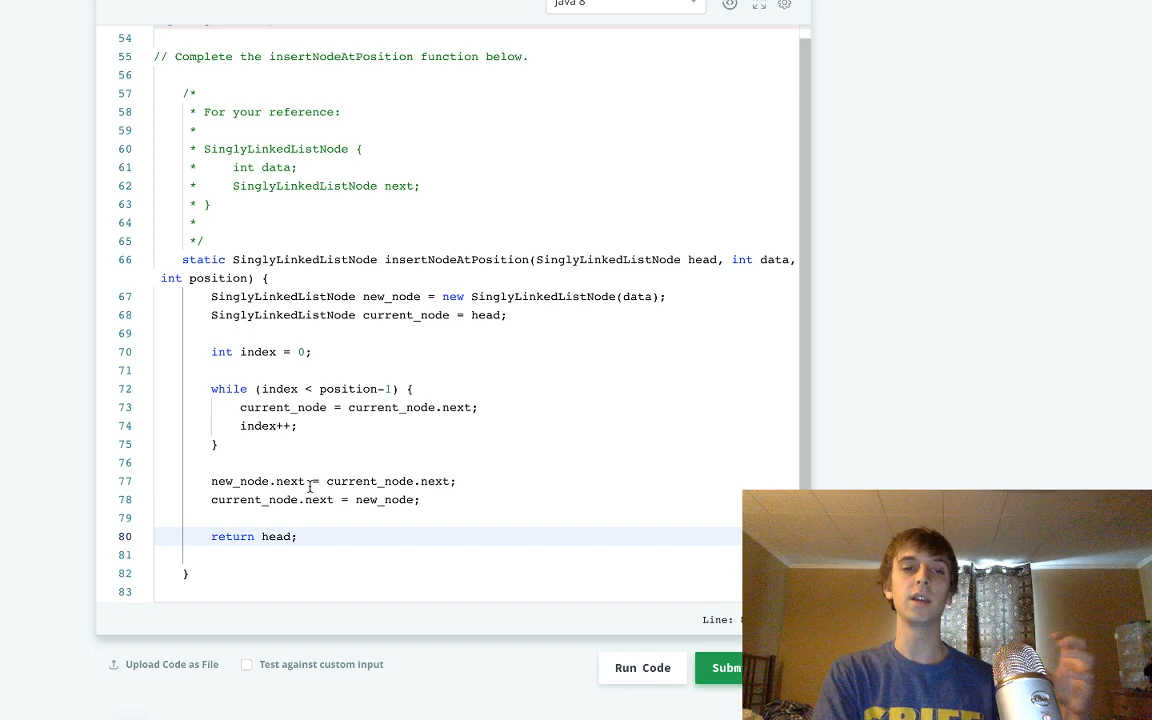 Java 8
54
55 // Complete the insertNodeAtPosition function below.
56
57 /*
58 * For your reference:
59 *
60 * SinglyLinkedListNode {
61 *     int data;
62 *     SinglyLinkedListNode next;
63 * }
64 *
65 */
66 static SinglyLinkedListNode insertNodeAtPosition(SinglyLinkedListNode head, int data,
int position) {
67 SinglyLinkedListNode new_node = new SinglyLinkedListNode(data);
68 SinglyLinkedListNode current_node = head;
69
70 int index = 0;
71
72 while (index < position-1) {
73 current_node = current_node.next;
74 index++;
75 }
76
77 new_node.next = current_node.next;
78 current_node.next = new_node;
79
80 return head;
81
82 }
83
Line:
Upload Code as File
Test against custom input
Run Code
Subm